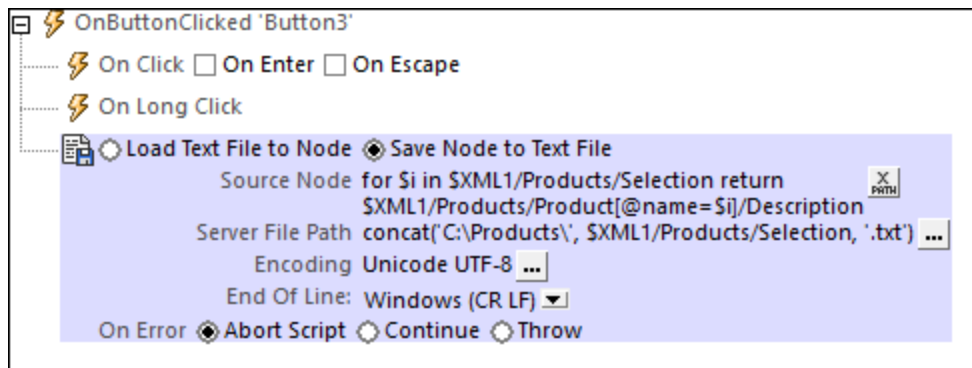 OnButtonClicked 'Button3'
On Click On Enter On Escape
On Long Click
Load Text File to Node Save Node to Text File
Source Node for $i in $XML1/Products/Selection return X PATH
$XML1/Products/Product[@name=$i]/Description
Server File Path concat('C:\Products\', $XML1/Products/Selection, '.txt') ...
Encoding Unicode UTF-8 ...
End Of Line: Windows (CR LF)
On Error Abort Script Continue Throw